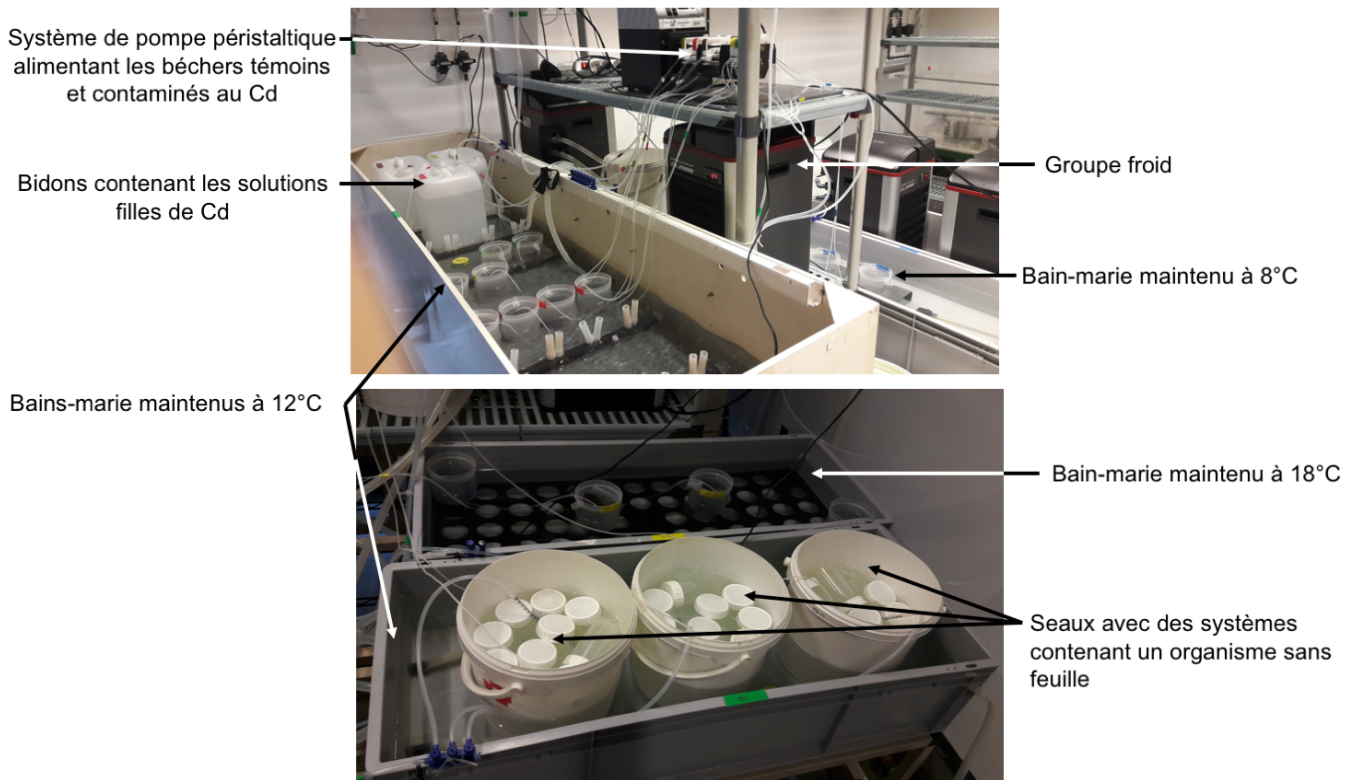 Système de pompe péristaltique
alimentant les béchers témoins
et contaminés au Cd
Groupe froid
Bidons contenant les solutions
filles de Cd
Bain-marie maintenu à 8°C
Bains-marie maintenus à 12°C
Bain-marie maintenu à 18°C
Seaux avec des systèmes
contenant un organisme sans
feuille